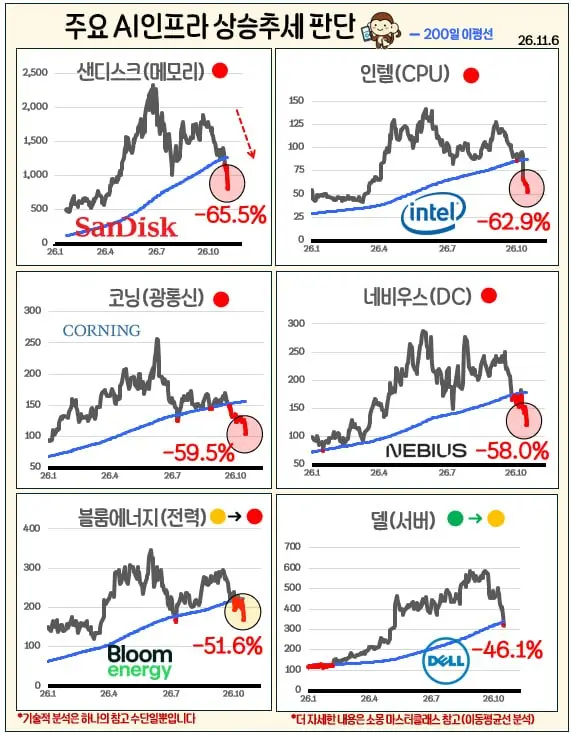 주요 AI인프라 상승추세 판단
— 200일 이평선
26.11.6
샌디스크(메모리)
2,500
2,000
1,500
1,000
500
0
SanDisk
-65.5%
26.1 26.4 26.7 26.10
인텔(CPU)
150
125
100
75
50
25
0
intel
-62.9%
26.1 26.4 26.7 26.10
코닝(광통신)
300
CORNING
250
200
150
100
50
-59.5%
26.1 26.4 26.7 26.10
네비우스(DC)
300
250
200
150
100
50
NEBIUS
-58.0%
26.1 26.4 26.7 26.10
블룸에너지(전력) →
400
300
200
100
0
Bloom
energy
-51.6%
26.1 26.4 26.7 26.10
델(서버) →
700
600
500
400
300
200
100
0
DELL
-46.1%
26.1 26.4 26.7 26.10
*기술적 분석은 하나의 참고 수단일뿐입니다
*더 자세한 내용은 소몽 마스터클래스 참고(이동평균선 분석)